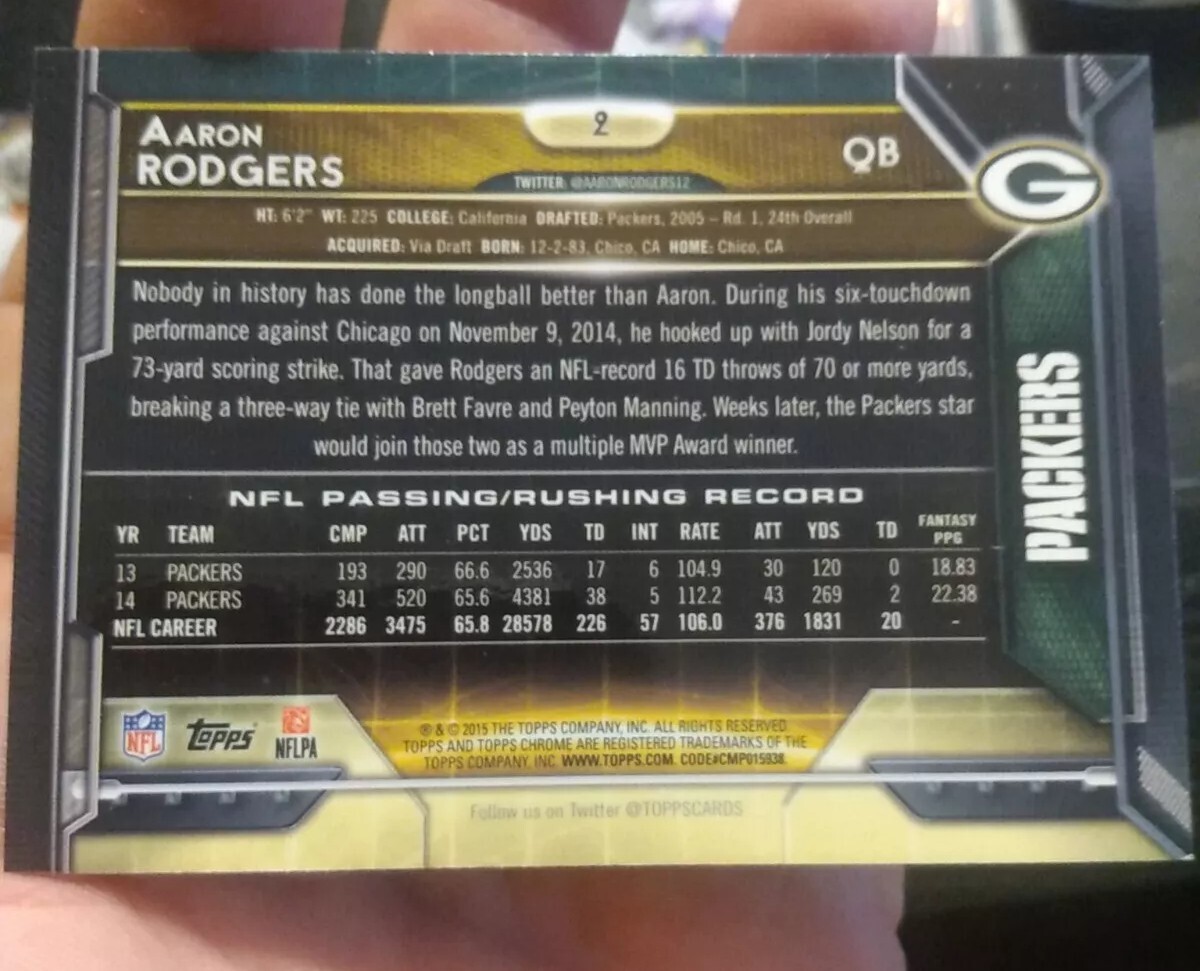 2
AARON
RODGERS
QB
TWITTER: @AARONRODGERS12
G
HT: 6'2" WT: 225 COLLEGE: California DRAFTED: Packers, 2005 – Rd. 1, 24th Overall
ACQUIRED: Via Draft BORN: 12-2-83, Chico, CA HOME: Chico, CA
Nobody in history has done the longball better than Aaron. During his six-touchdown
performance against Chicago on November 9, 2014, he hooked up with Jordy Nelson for a
73-yard scoring strike. That gave Rodgers an NFL-record 16 TD throws of 70 or more yards,
breaking a three-way tie with Brett Favre and Peyton Manning. Weeks later, the Packers star
would join those two as a multiple MVP Award winner.
PACKERS
NFL PASSING/RUSHING RECORD
YR TEAM CMP ATT PCT YDS TD INT RATE ATT YDS TD FANTASY PPG
13 PACKERS 193 290 66.6 2536 17 6 104.9 30 120 0 18.83
14 PACKERS 341 520 65.6 4381 38 5 112.2 43 269 2 22.38
NFL CAREER 2286 3475 65.8 28578 226 57 106.0 376 1831 20 -
NFL
Topps
NFLPA
® & © 2015 THE TOPPS COMPANY, INC. ALL RIGHTS RESERVED.
TOPPS AND TOPPS CHROME ARE REGISTERED TRADEMARKS OF THE
TOPPS COMPANY, INC. WWW.TOPPS.COM. CODE#CMP015938.
Follow us on Twitter @TOPPSCARDS